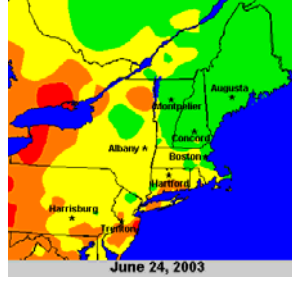 Augusta
Montpelier
Concord
Albany
Boston
Hartford
Harrisburg
Trenton
June 24, 2003